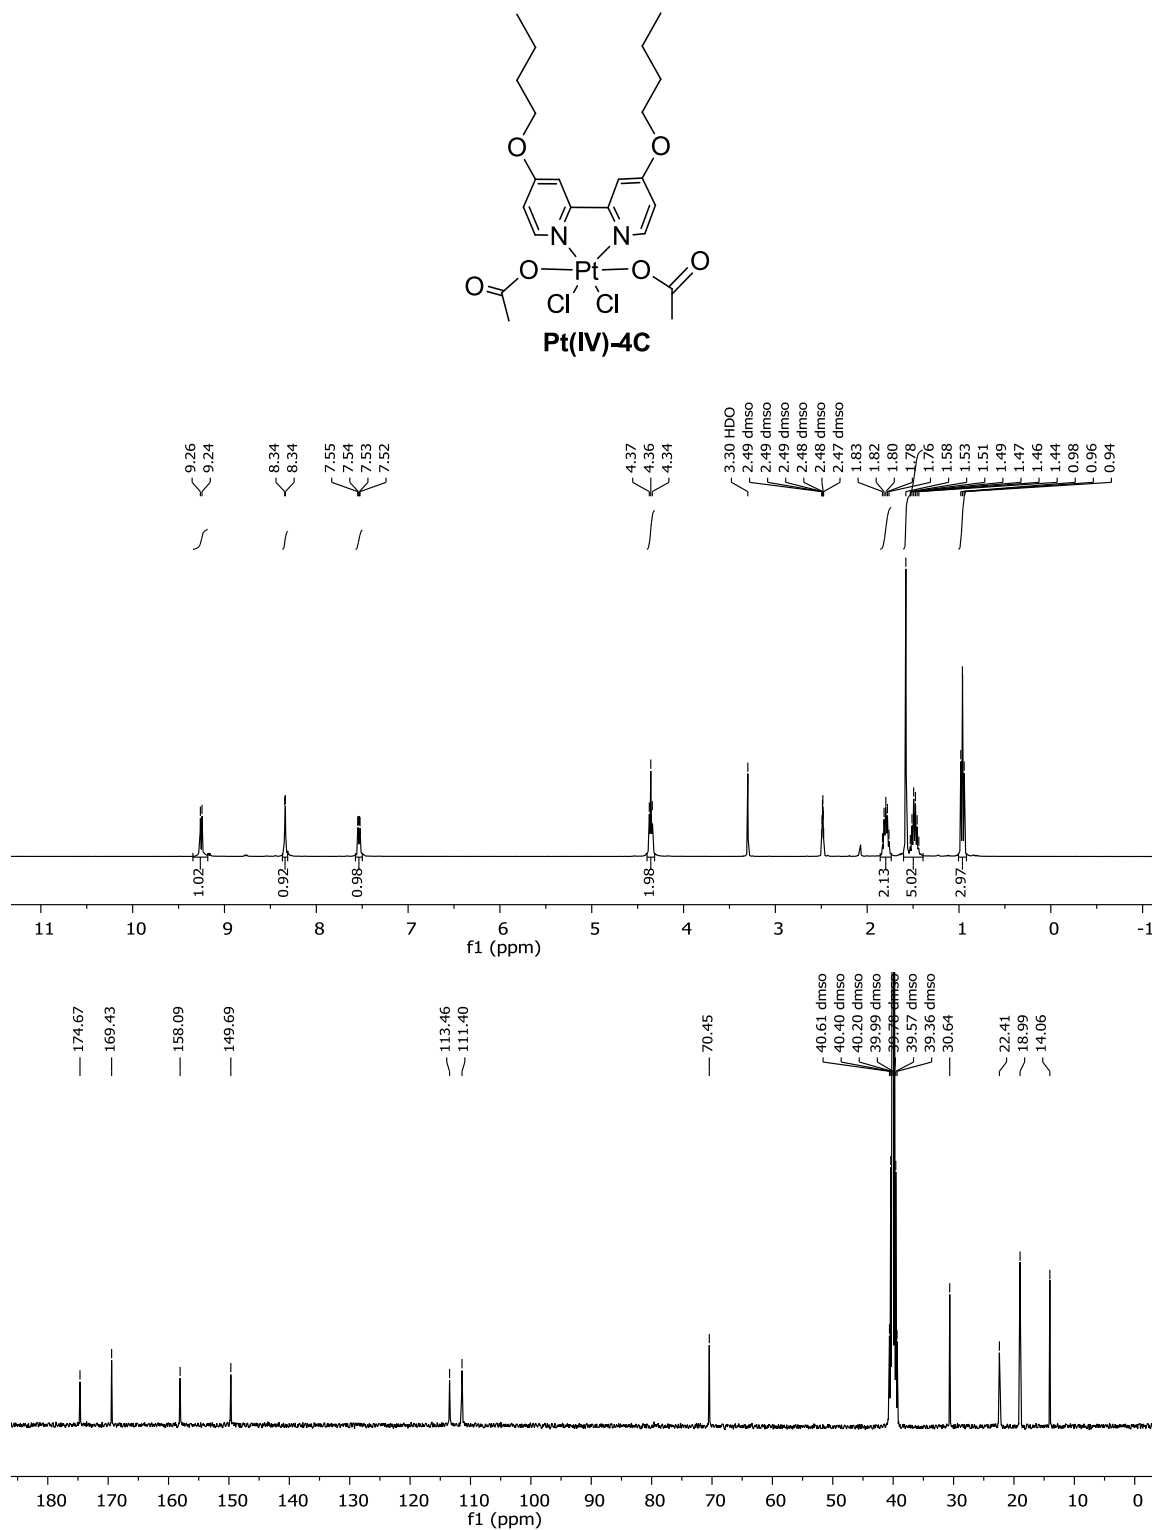 O O
N N
O O Pt O O
Cl Cl
Pt(IV)-4C
9.26
9.24
8.34
8.34
7.55
7.54
7.53
7.52
4.37
4.36
4.34
3.30 HDO
2.49 dmso
2.49 dmso
2.49 dmso
2.48 dmso
2.48 dmso
2.47 dmso
1.83
1.82
1.80
1.78
1.76
1.58
1.53
1.51
1.49
1.47
1.46
1.44
0.98
0.96
0.94
1.02
0.92
0.98
1.98
2.13
5.02
2.97
11 10 9 8 7 6 5 4 3 2 1 0 -1
f1 (ppm)
174.67
169.43
158.09
149.69
113.46
111.40
70.45
40.61 dmso
40.40 dmso
40.20 dmso
39.99 dmso
39.78 dmso
39.57 dmso
39.36 dmso
30.64
22.41
18.99
14.06
180 170 160 150 140 130 120 110 100 90 80 70 60 50 40 30 20 10 0
f1 (ppm)